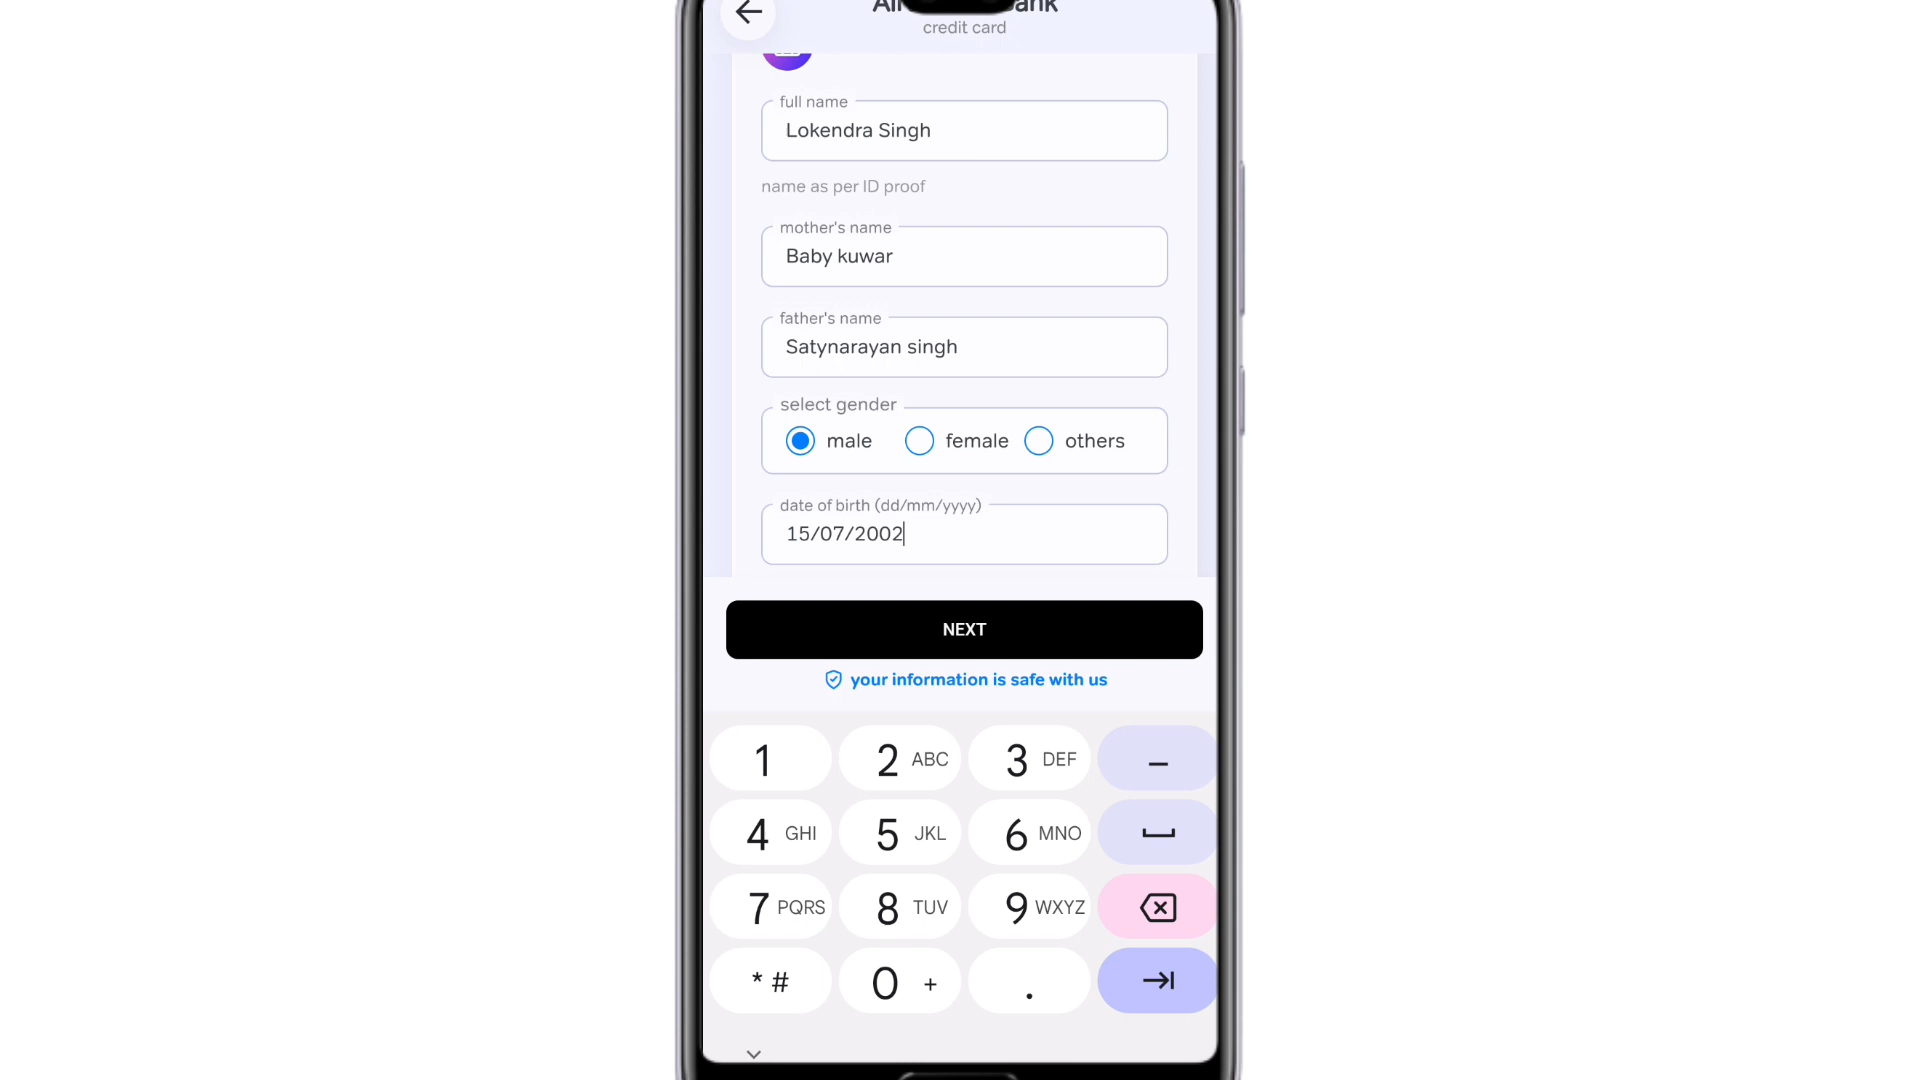 credit card
full name
Lokendra Singh
name as per ID proof
mother's name
Baby kuwar
father's name
Satynarayan singh
select gender
male female others
date of birth (dd/mm/yyyy)
15/07/2002
NEXT
your information is safe with us
1 2 ABC 3 DEF –
4 GHI 5 JKL 6 MNO
7 PQRS 8 TUV 9 WXYZ
* # 0 + .